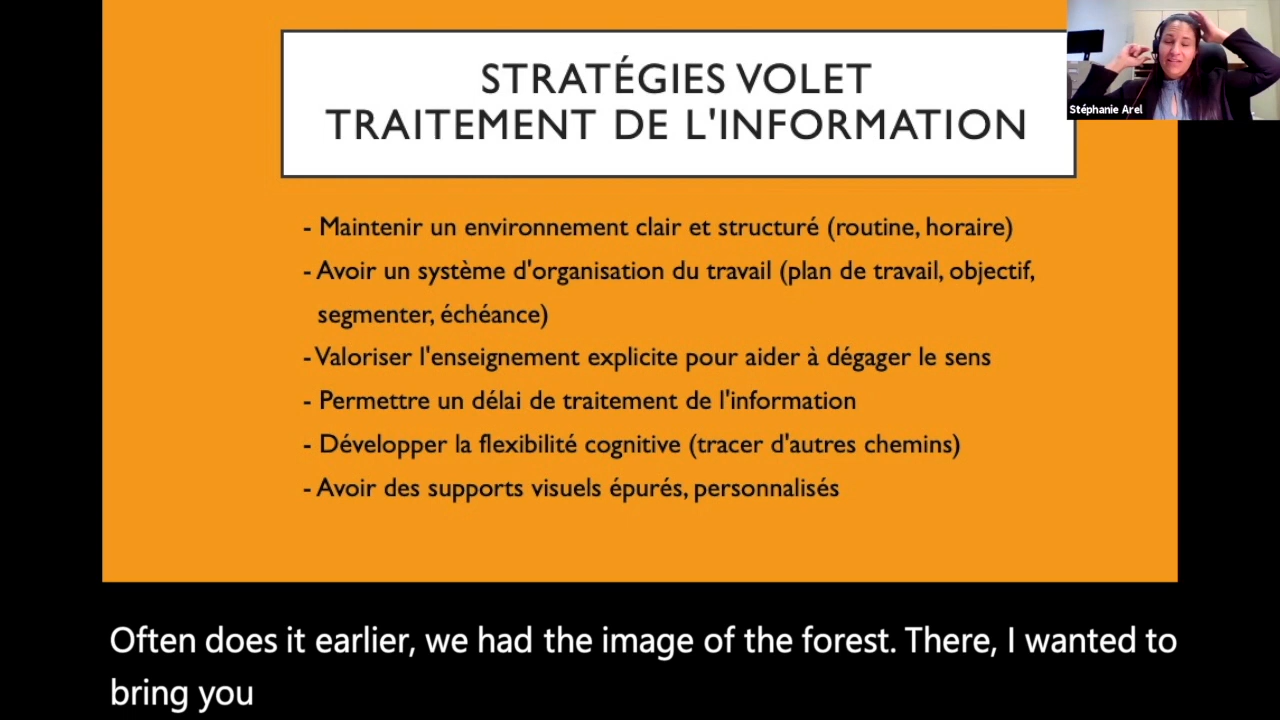 STRATÉGIES VOLET
TRAITEMENT DE L'INFORMATION
Stéphanie Arel
- Maintenir un environnement clair et structuré (routine, horaire)
- Avoir un système d'organisation du travail (plan de travail, objectif,
segmenter, échéance)
- Valoriser l'enseignement explicite pour aider à dégager le sens
- Permettre un délai de traitement de l'information
- Développer la flexibilité cognitive (tracer d'autres chemins)
- Avoir des supports visuels épurés, personnalisés
Often does it earlier, we had the image of the forest. There, I wanted to
bring you